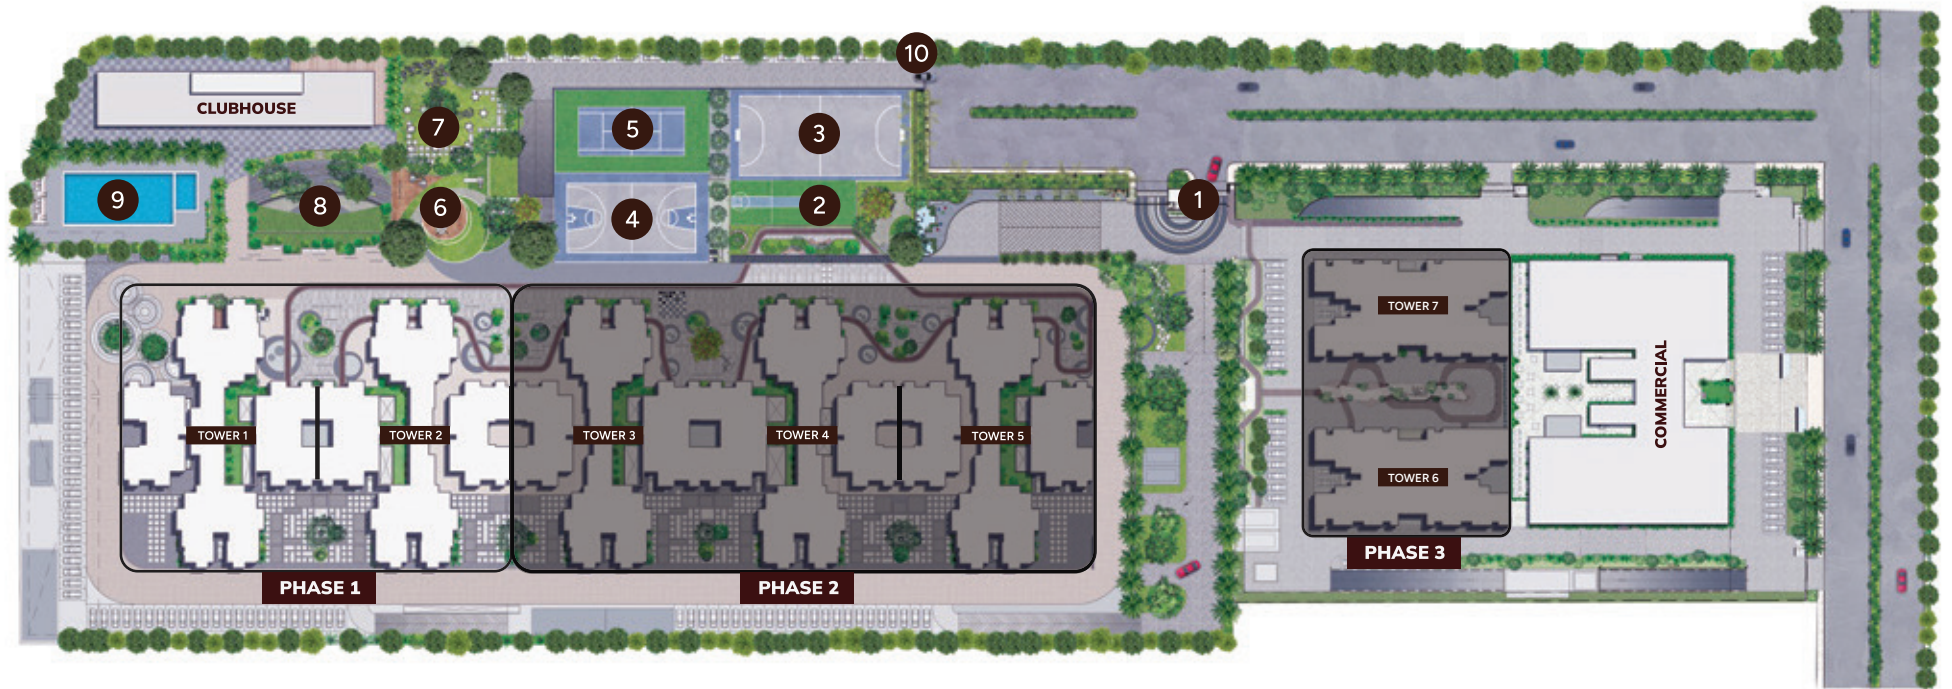 10
CLUBHOUSE
7
5
3
9
8
6
4
2
1
TOWER 7
TOWER 1
TOWER 2
TOWER 3
TOWER 4
TOWER 5
COMMERCIAL
TOWER 6
PHASE 3
PHASE 1
PHASE 2